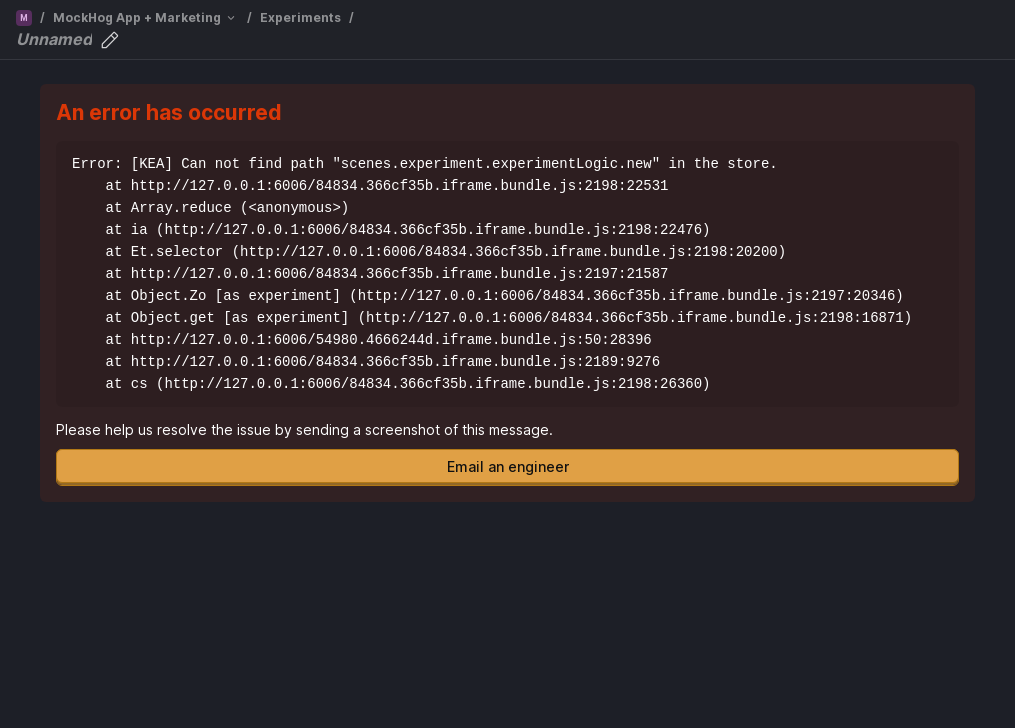 M / MockHog App + Marketing / Experiments /
Unnamed
An error has occurred
Error: [KEA] Can not find path "scenes.experiment.experimentLogic.new" in the store.
at http://127.0.0.1:6006/84834.366cf35b.iframe.bundle.js:2198:22531
at Array.reduce (<anonymous>)
at ia (http://127.0.0.1:6006/84834.366cf35b.iframe.bundle.js:2198:22476)
at Et.selector (http://127.0.0.1:6006/84834.366cf35b.iframe.bundle.js:2198:20200)
at http://127.0.0.1:6006/84834.366cf35b.iframe.bundle.js:2197:21587
at Object.Zo [as experiment] (http://127.0.0.1:6006/84834.366cf35b.iframe.bundle.js:2197:20346)
at Object.get [as experiment] (http://127.0.0.1:6006/84834.366cf35b.iframe.bundle.js:2198:16871)
at http://127.0.0.1:6006/54980.4666244d.iframe.bundle.js:50:28396
at http://127.0.0.1:6006/84834.366cf35b.iframe.bundle.js:2189:9276
at cs (http://127.0.0.1:6006/84834.366cf35b.iframe.bundle.js:2198:26360)
Please help us resolve the issue by sending a screenshot of this message.
Email an engineer